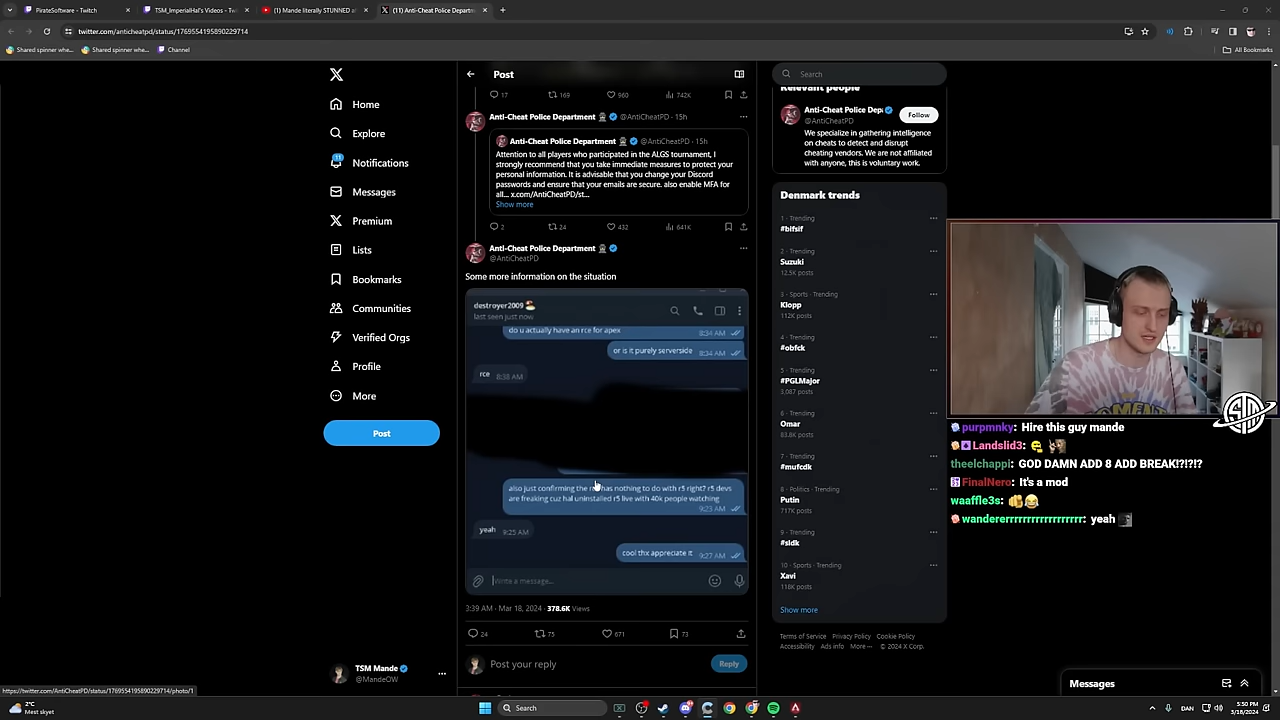 PirateSoftware - Twitch
TSM_ImperialHal's Videos - Twitch
(1) Mande literally STUNNED a
(11) Anti-Cheat Police Departm
twitter.com/anticheatpd/status/1769554195890229714
Shared spinner whe...
Shared spinner whe...
Channel
All Bookmarks
Home
Explore
11
Notifications
Messages
Premium
Lists
Bookmarks
Communities
Verified Orgs
Profile
More
Post
TSM Mande
@MandeOW
https://twitter.com/AntiCheatPD/status/1769554195890229714/photo/1
Post
17
169
960
742K
Anti-Cheat Police Department
@AntiCheatPD · 15h
Anti-Cheat Police Department
@AntiCheatPD · 15h
Attention to all players who participated in the ALGS tournament, I
strongly recommend that you take immediate measures to protect your
personal information. It is advisable that you change your Discord
passwords and ensure that your emails are secure. also enable MFA for
all... x.com/AntiCheatPD/st...
Show more
2
24
432
641K
Anti-Cheat Police Department
@AntiCheatPD
Some more information on the situation
destroyer2009
last seen just now
do u actually have an rce for apex
8:34 AM
or is it purely serverside
8:34 AM
rce
8:38 AM
also just confirming the has nothing to do with r5 right? r5 devs
are freaking cuz hal uninstalled r5 live with 40k people watching
9:23 AM
yeah
9:25 AM
cool thx appreciate it
9:27 AM
Write a message...
3:39 AM · Mar 18, 2024 · 378.6K Views
24
75
671
73
Post your reply
Reply
Search
Relevant people
Anti-Cheat Police Depa
@AntiCheatPD
Follow
We specialize in gathering intelligence
on cheats to detect and disrupt
cheating vendors. We are not affiliated
with anyone, this is voluntary work.
Denmark trends
1 · Trending
#bifsif
2 · Trending
Suzuki
12.5K posts
3 · Sports · Trending
Klopp
112K posts
4 · Trending
#obfck
5 · Trending
#PGLMajor
3,087 posts
6 · Trending
Omar
83.8K posts
7 · Trending
#mufcdk
8 · Politics · Trending
Putin
717K posts
9 · Trending
#sldk
10 · Sports · Trending
Xavi
118K posts
Show more
Terms of Service
Privacy Policy
Cookie Policy
Accessibility
Ads info
More ···
© 2024 X Corp.
Messages
purpmnky: Hire this guy mande
Landslid3:
theelchappi: GOD DAMN ADD 8 ADD BREAK!?!?!?
FinalNero: It's a mod
waaffle3s:
wandererrrrrrrrrrrrrrrrr: yeah
2°C
Mest skyet
Search
DAN
5:50 PM
3/18/2024